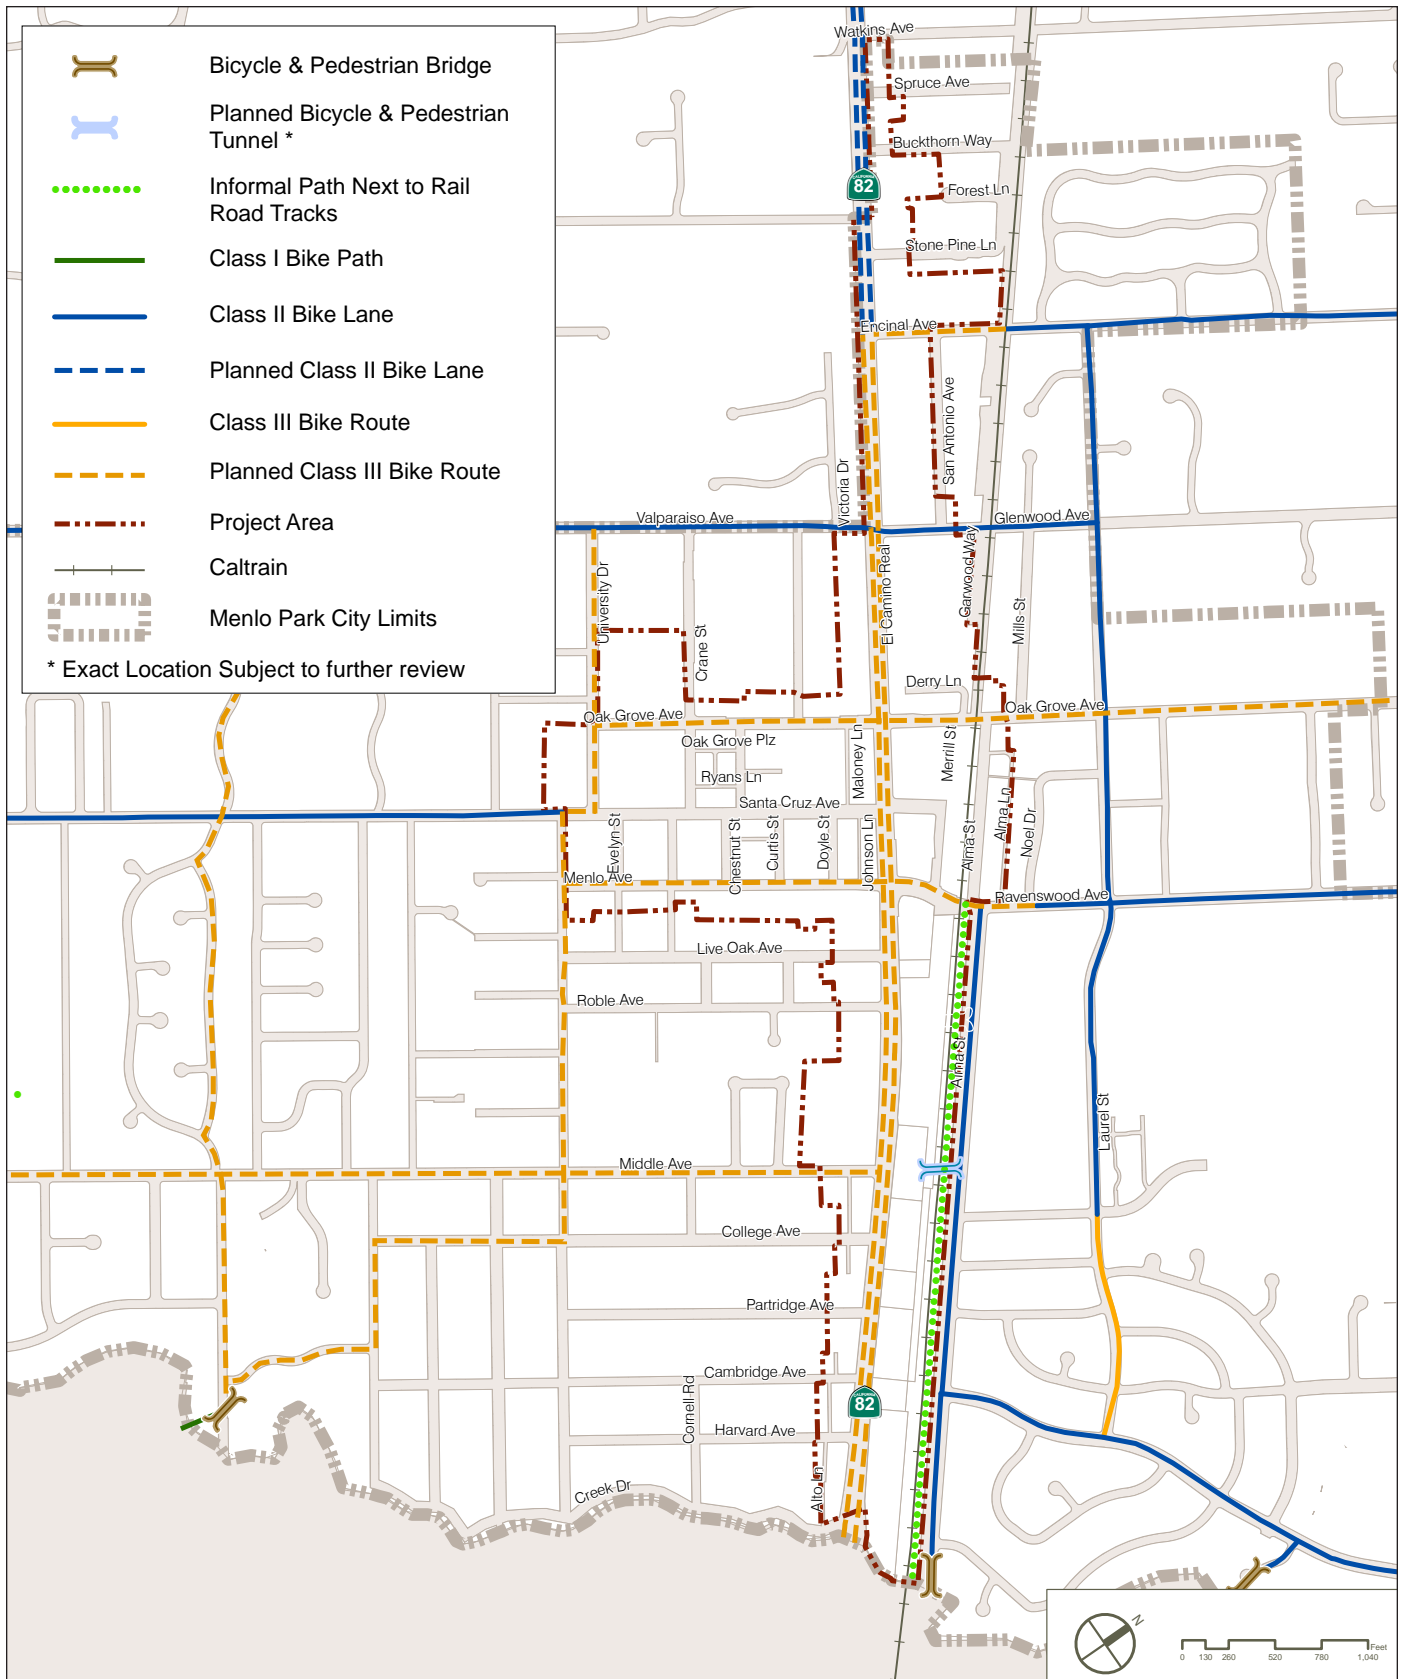 Bicycle & Pedestrian Bridge
Planned Bicycle & Pedestrian
Tunnel *
Informal Path Next to Rail
Road Tracks
Class I Bike Path
Class II Bike Lane
Planned Class II Bike Lane
Class III Bike Route
Planned Class III Bike Route
Project Area
Caltrain
Menlo Park City Limits
* Exact Location Subject to further review
Watkins Ave
Spruce Ave
Buckthorn Way
CALIFORNIA
82
Forest Ln
Stone Pine Ln
Encinal Ave
San Antonio Ave
Victoria Dr
Valparaiso Ave
Glenwood Ave
University Dr
Crane St
El Camino Real
Garwood Way
Mills St
Derry Ln
Oak Grove Ave
Oak Grove Ave
Oak Grove Plz
Maloney Ln
Merrill St
Ryans Ln
Santa Cruz Ave
Evelyn St
Chestnut St
Curtis St
Doyle St
Johnson Ln
Alma St
Alma Ln
Noel Dr
Menlo Ave
Ravenswood Ave
Live Oak Ave
Roble Ave
Alma St
Laurel St
Middle Ave
College Ave
Partridge Ave
Cambridge Ave
Cornell Rd
CALIFORNIA
82
Harvard Ave
Creek Dr
Alto Ln
N
Feet
0 130 260 520 780 1,040